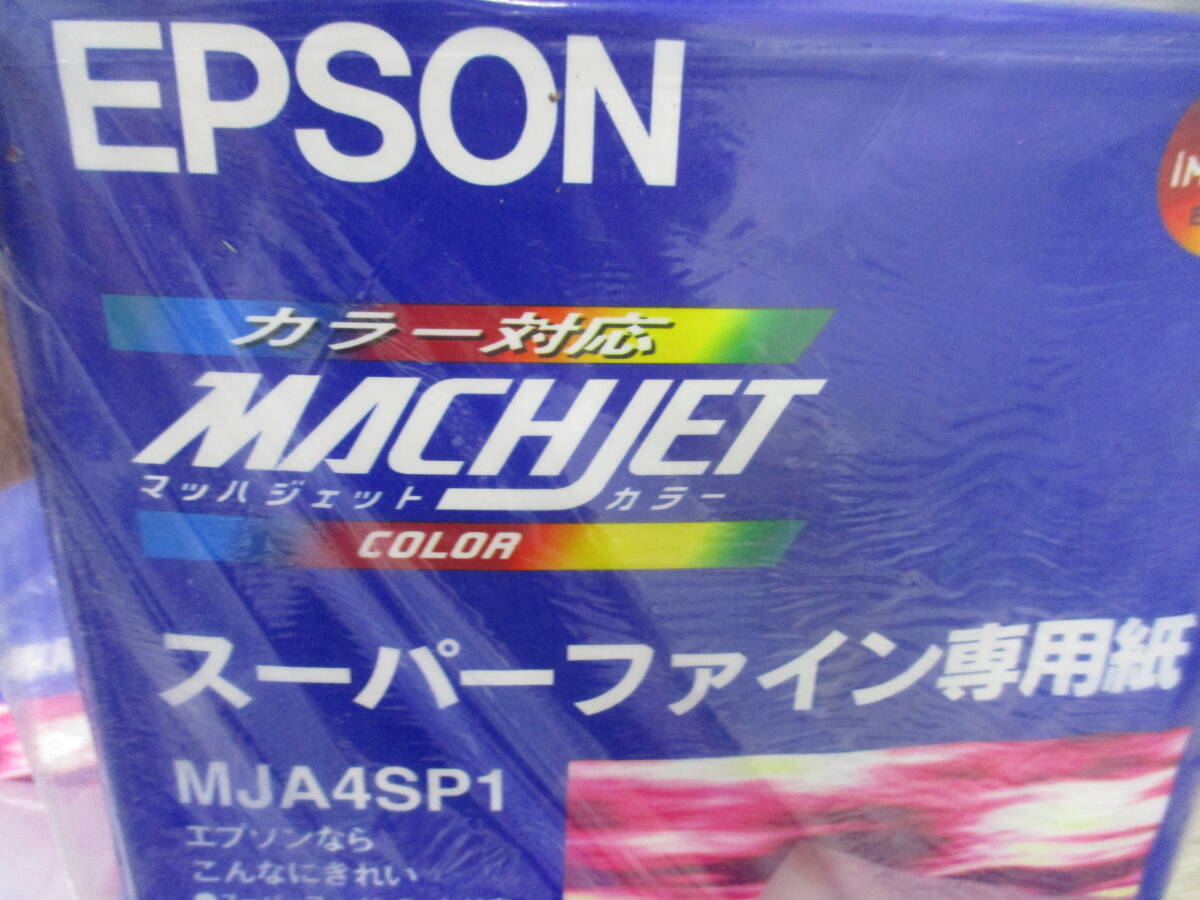 EPSON
カラー対応
MACHJET
マッハジェット カラー
COLOR
スーパーファイン専用紙
MJA4SP1
エプソンなら
こんなにきれい